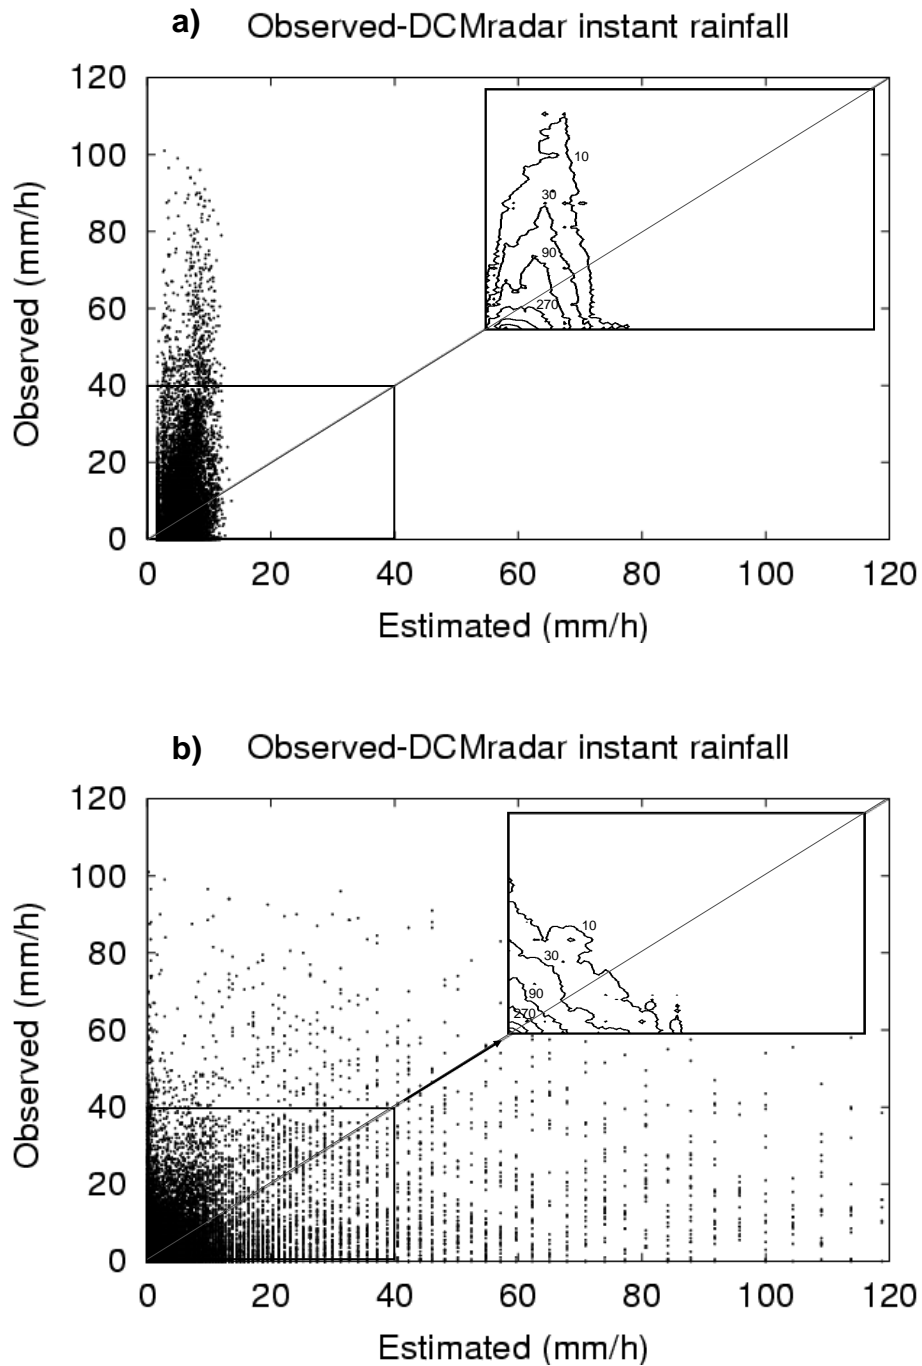 a) Observed-DCMradar instant rainfall
120
100
80
60
40
20
0
Observed (mm/h)
10
30
90
270
0 20 40 60 80 100 120
Estimated (mm/h)
b) Observed-DCMradar instant rainfall
120
100
80
60
40
20
0
Observed (mm/h)
10
30
90
270
0 20 40 60 80 100 120
Estimated (mm/h)